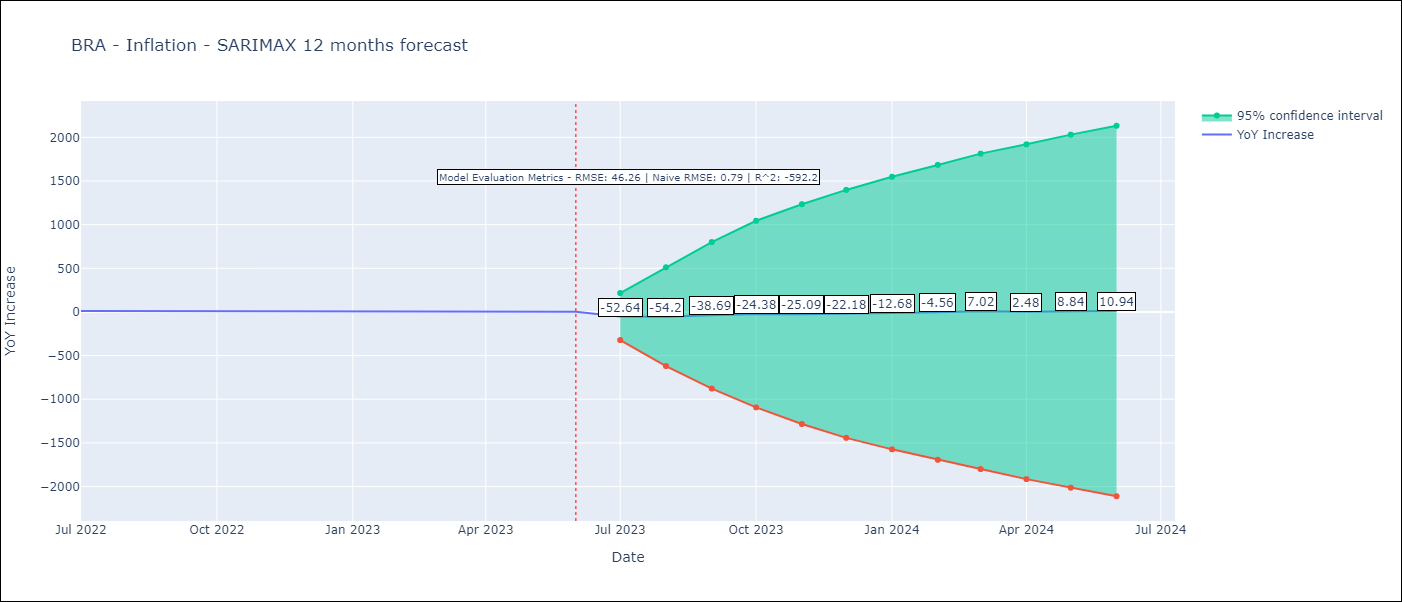 BRA - Inflation - SARIMAX 12 months forecast
95% confidence interval
YoY Increase
Model Evaluation Metrics - RMSE: 46.26 | Naive RMSE: 0.79 | R^2: -592.2
2000
1500
1000
500
0
−500
−1000
−1500
−2000
YoY Increase
-52.64
-54.2
-38.69
-24.38
-25.09
-22.18
-12.68
-4.56
7.02
2.48
8.84
10.94
Jul 2022
Oct 2022
Jan 2023
Apr 2023
Jul 2023
Oct 2023
Jan 2024
Apr 2024
Jul 2024
Date